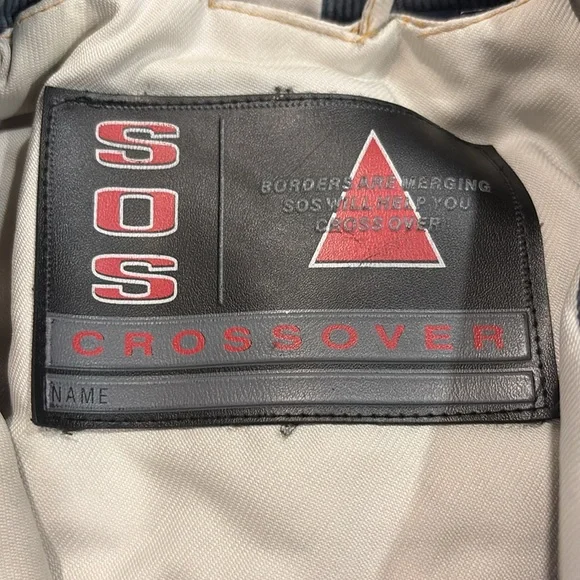 SOS
BORDERS ARE MERGING
SOS WILL HELP YOU
CROSS OVER
CROSSOVER
NAME